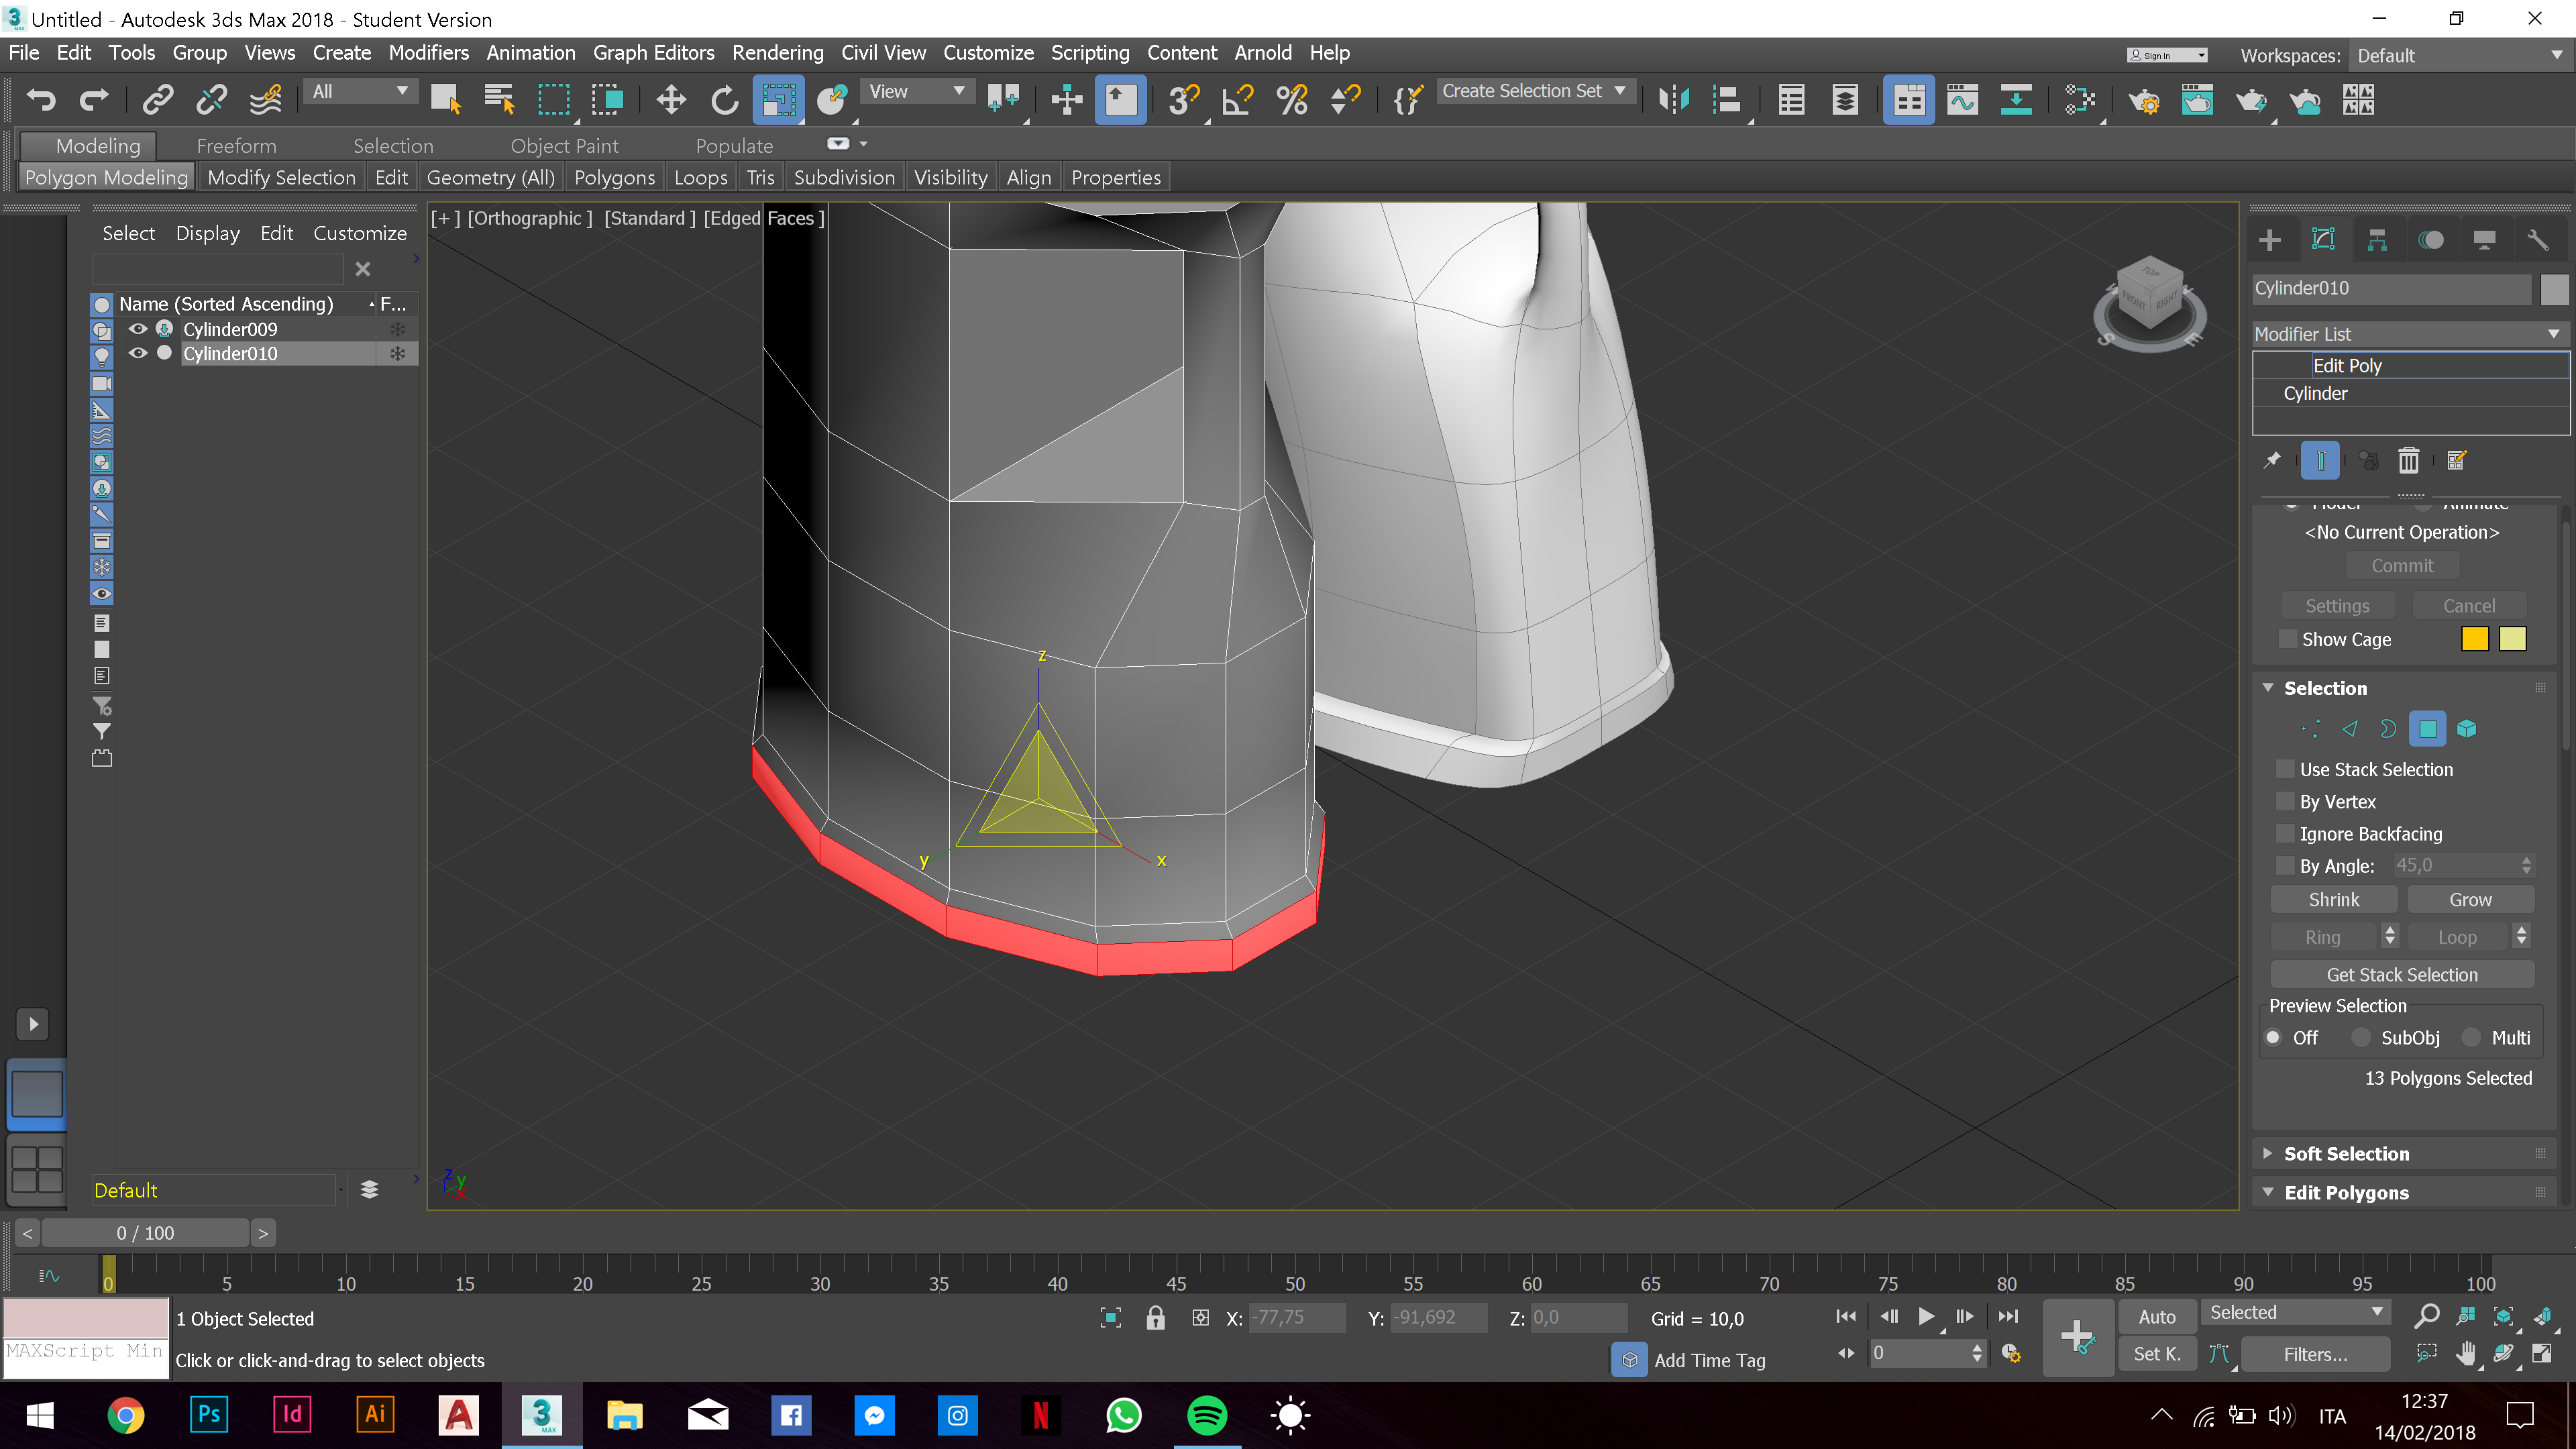 Untitled - Autodesk 3ds Max 2018 - Student Version
File Edit Tools Group Views Create Modifiers Animation Graph Editors Rendering Civil View Customize Scripting Content Arnold Help
Sign In
Workspaces: Default
All
View
Create Selection Set
Modeling Freeform Selection Object Paint Populate
Polygon Modeling Modify Selection Edit Geometry (All) Polygons Loops Tris Subdivision Visibility Align Properties
Select Display Edit Customize
Name (Sorted Ascending) F...
Cylinder009
Cylinder010
Default
[+] [Orthographic ] [Standard ] [Edged Faces ]
TOP
FRONT RIGHT
S E
z
y x
z
y
x
Cylinder010
Modifier List
Edit Poly
Cylinder
<No Current Operation>
Commit
Settings Cancel
Show Cage
Selection
Use Stack Selection
By Vertex
Ignore Backfacing
By Angle: 45,0
Shrink Grow
Ring Loop
Get Stack Selection
Preview Selection
Off SubObj Multi
13 Polygons Selected
Soft Selection
Edit Polygons
< 0 / 100 >
0 5 10 15 20 25 30 35 40 45 50 55 60 65 70 75 80 85 90 95 100
1 Object Selected
X: -77,75 Y: -91,692 Z: 0,0 Grid = 10,0
Auto Selected
MAXScript Min
Click or click-and-drag to select objects
Add Time Tag
0
Set K. Filters...
Ps Id Ai A 3 MAX N
ITA
12:37
14/02/2018